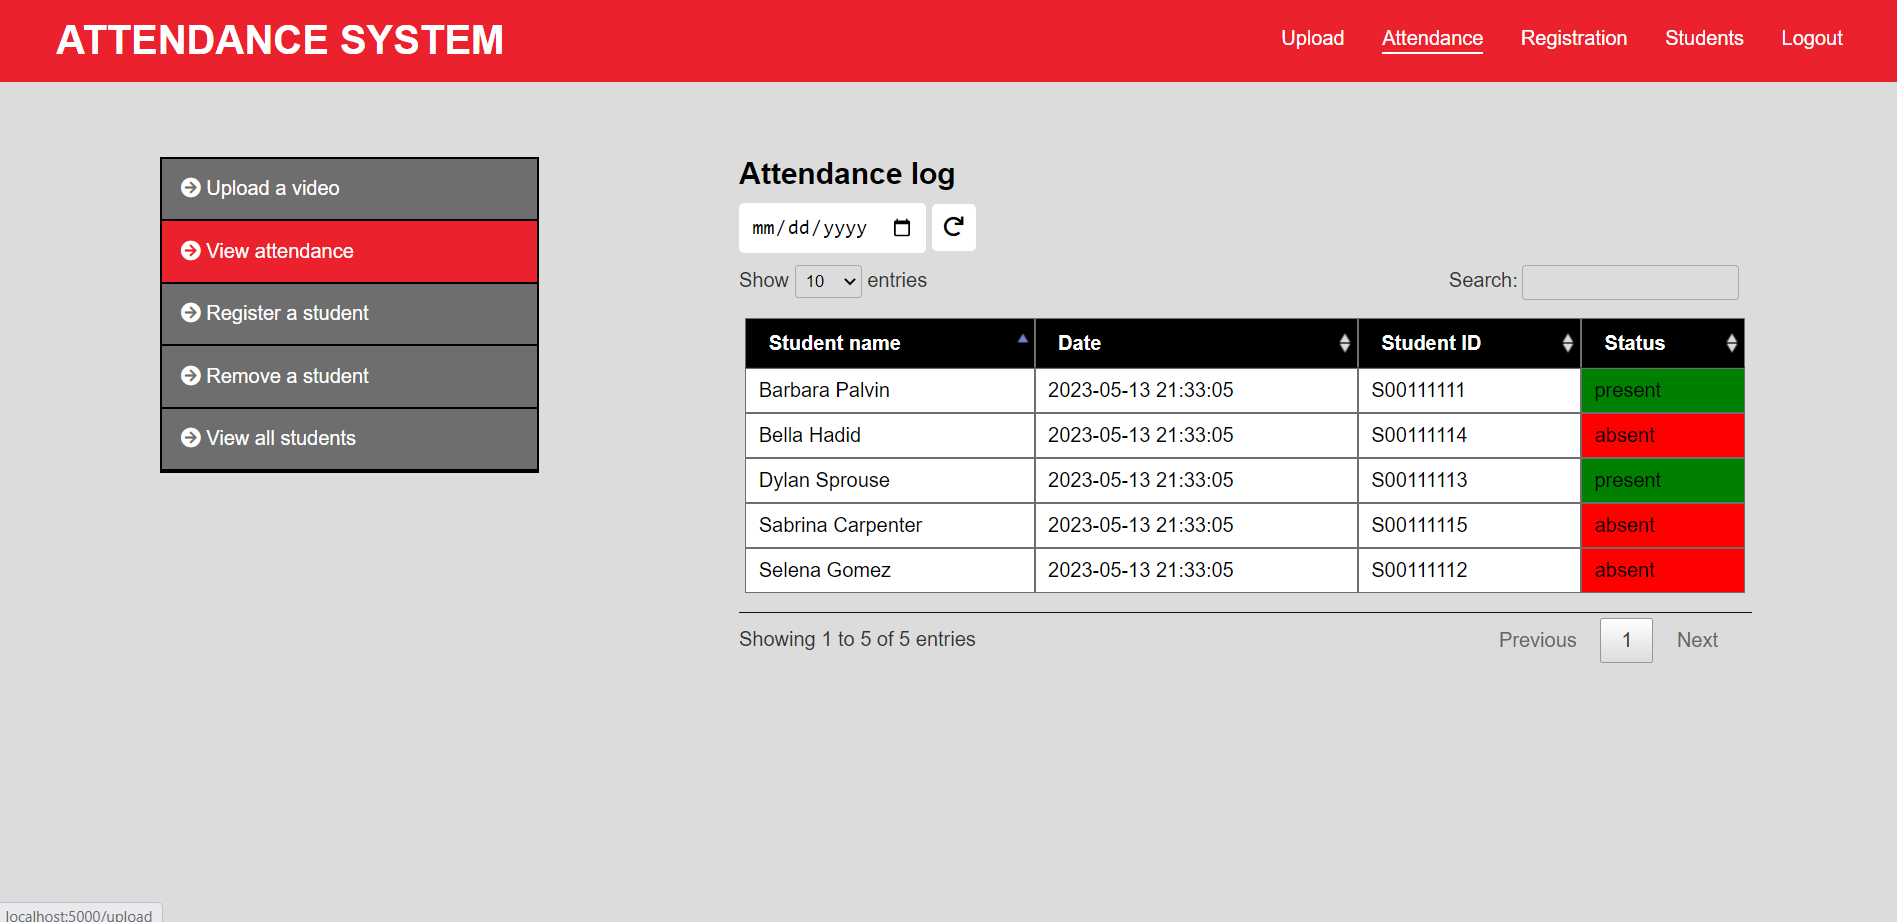 ATTENDANCE SYSTEM
Upload Attendance Registration Students Logout
Upload a video
View attendance
Register a student
Remove a student
View all students
Attendance log
mm/dd/yyyy
Show 10 entries
Search:
Student name Date Student ID Status
Barbara Palvin 2023-05-13 21:33:05 S00111111 present
Bella Hadid 2023-05-13 21:33:05 S00111114 absent
Dylan Sprouse 2023-05-13 21:33:05 S00111113 present
Sabrina Carpenter 2023-05-13 21:33:05 S00111115 absent
Selena Gomez 2023-05-13 21:33:05 S00111112 absent
Showing 1 to 5 of 5 entries
Previous 1 Next
localhost:5000/upload